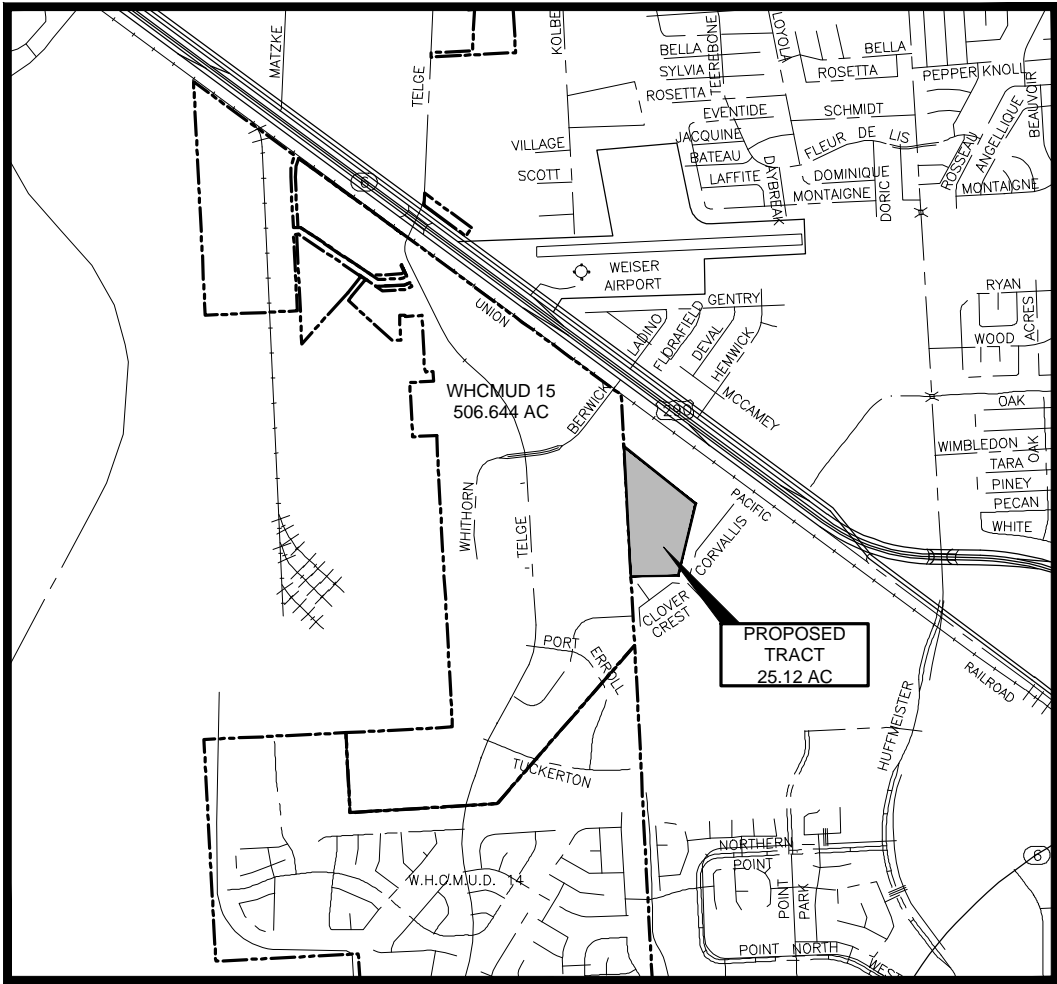 MATZKE
TELGE
KOLBE
BELLA
SYLVIA
TEEREBONE
LOYOLA
BELLA
ROSETTA
PEPPER KNOLL
ROSETTA
EVENTIDE
SCHMIDT
BEAUVOIR
ANGELLIQUE
ROSSEAU
VILLAGE
JACQUINE
FLEUR DE LIS
BATEAU
SCOTT
LAFFITE
DAYBREAK
DOMINIQUE
MONTAIGNE
DORIC
MONTAIGNE
6
WEISER
AIRPORT
UNION
GENTRY
LADINO
FLORAFIELD
DEVAL
HEMWICK
RYAN
ACRES
WOOD
WHCMUD 15
506.644 AC
BERWICK
290
MCCAMEY
OAK
WIMBLEDON
OAK
TARA
PINEY
PECAN
WHITE
WHITHORN
TELGE
PACIFIC
CORVALLIS
CLOVER
CREST
PROPOSED
TRACT
25.12 AC
PORT
ERROLL
RAILROAD
HUFFMEISTER
TUCKERTON
NORTHERN
POINT
6
W.H.C.M.U.D. 14
POINT
PARK
POINT NORTH
WEST